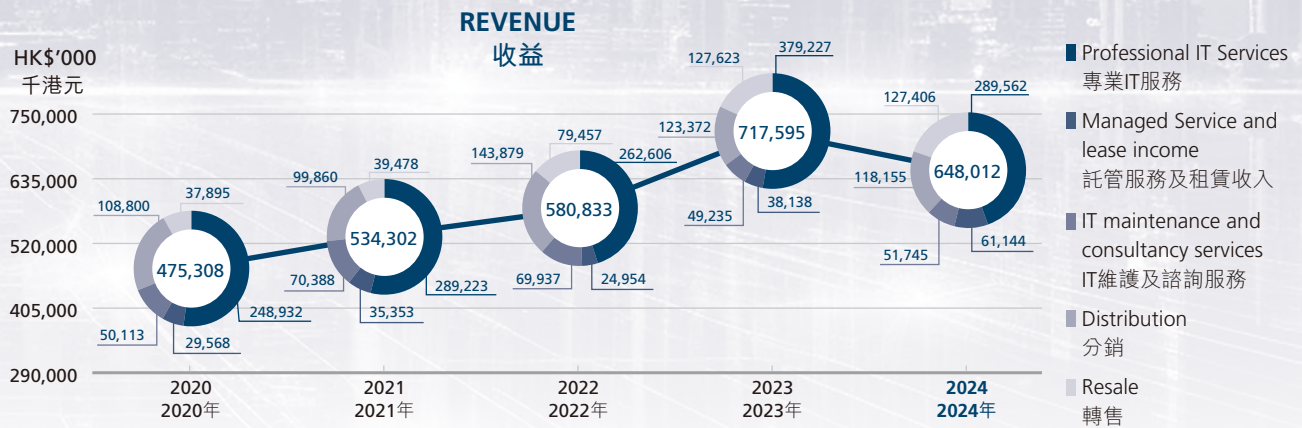 REVENUE
收益
HK$'000
千港元
750,000
635,000
520,000
405,000
290,000
37,895
108,800
475,308
50,113
29,568
248,932
2020
2020年
39,478
99,860
534,302
70,388
35,353
289,223
2021
2021年
79,457
143,879
262,606
580,833
69,937
24,954
2022
2022年
379,227
127,623
123,372
717,595
49,235
38,138
2023
2023年
289,562
127,406
118,155
648,012
51,745
61,144
2024
2024年
Professional IT Services
專業IT服務
Managed Service and
lease income
託管服務及租賃收入
IT maintenance and
consultancy services
IT維護及諮詢服務
Distribution
分銷
Resale
轉售